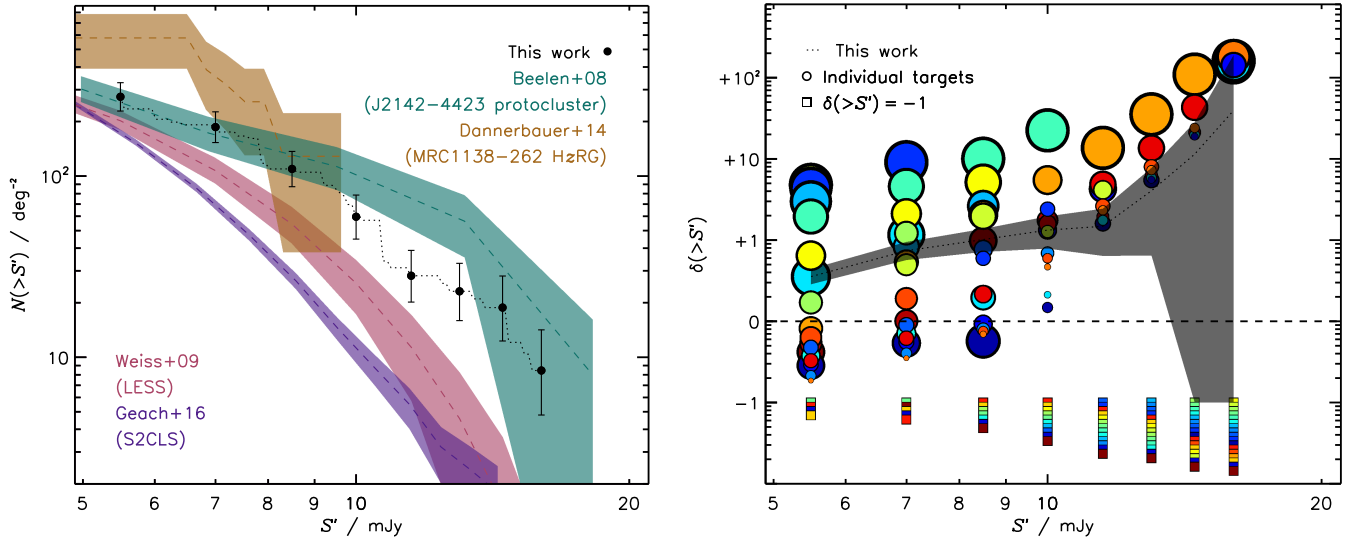 This work
Beelen+08
(J2142−4423 protocluster)
Dannerbauer+14
(MRC1138−262 HzRG)
Weiss+09
(LESS)
Geach+16
(S2CLS)
N(>S') / deg⁻²
10²
10
5
6
7
8
9
10
20
S' / mJy
This work
Individual targets
δ(>S') = −1
δ(>S')
+10²
+10
+1
0
−1
5
6
7
8
9
10
20
S' / mJy